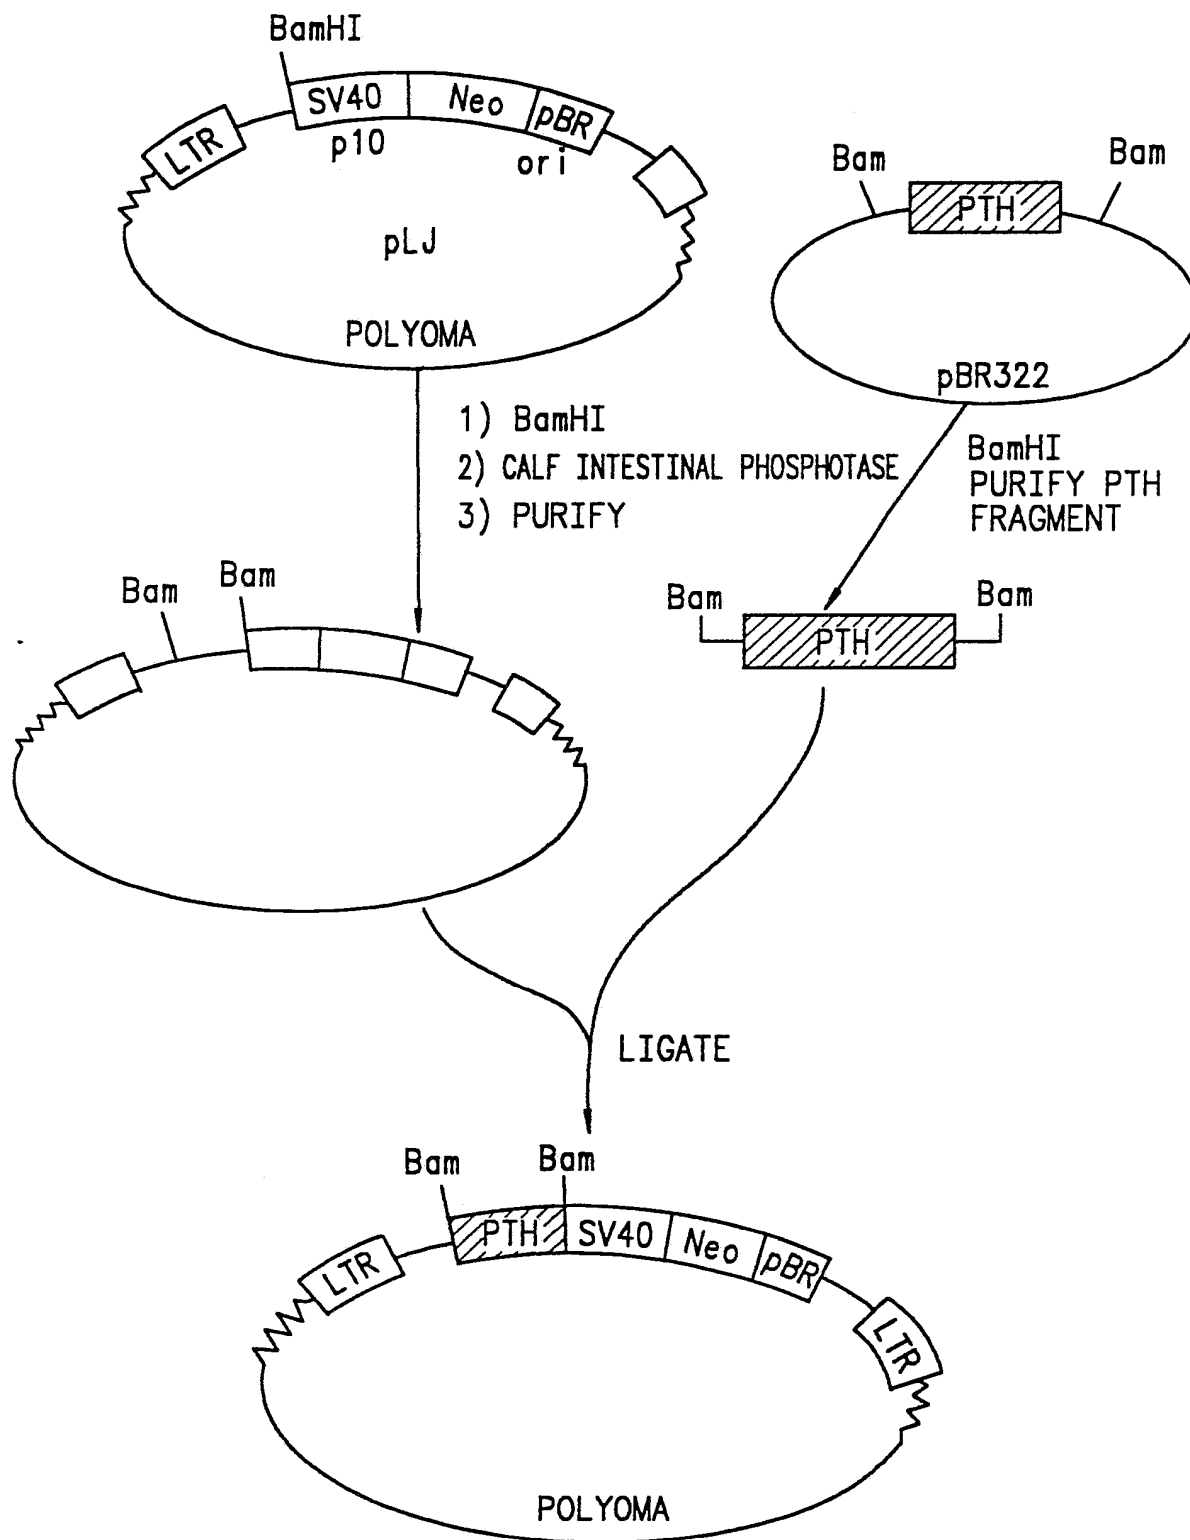 BamHI
SV40 Neo pBR
LTR
p10
ori
pLJ
POLYOMA
Bam
Bam
PTH
pBR322
1) BamHI
2) CALF INTESTINAL PHOSPHOTASE
3) PURIFY
BamHI
PURIFY PTH
FRAGMENT
Bam
Bam
Bam
Bam
PTH
LIGATE
Bam
Bam
PTH SV40 Neo pBR
LTR
LTR
POLYOMA